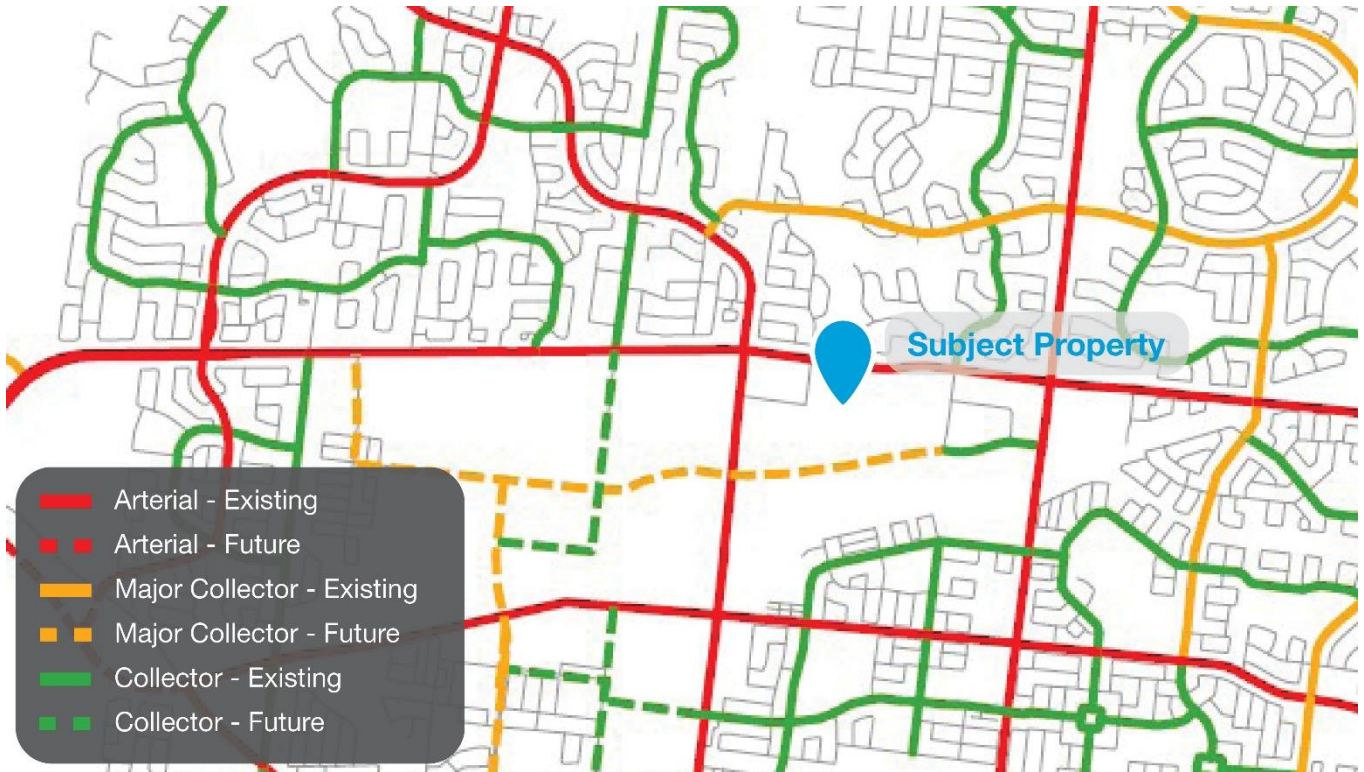 Subject Property
Arterial - Existing
Arterial - Future
Major Collector - Existing
Major Collector - Future
Collector - Existing
Collector - Future